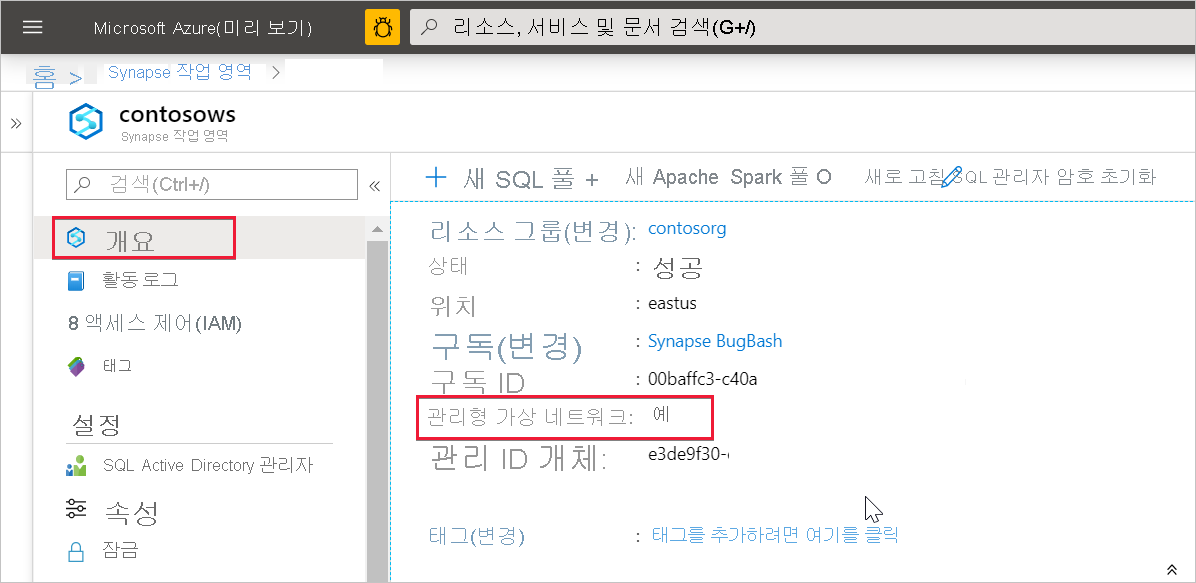 Microsoft Azure(미리 보기)
리소스, 서비스 및 문서 검색(G+/)
홈 > Synapse 작업 영역 >
contosows
Synapse 작업 영역
검색(Ctrl+/)
개요
활동 로그
8 액세스 제어(IAM)
태그
설정
SQL Active Directory 관리자
속성
잠금
+ 새 SQL 풀 + 새 Apache Spark 풀 O 새로 고침 SQL 관리자 암호 초기화
리소스 그룹(변경): contosorg
상태 : 성공
위치 : eastus
구독(변경) : Synapse BugBash
구독 ID : 00baffc3-c40a
관리형 가상 네트워크: 예
관리 ID 개체: e3de9f30-
태그(변경) : 태그를 추가하려면 여기를 클릭